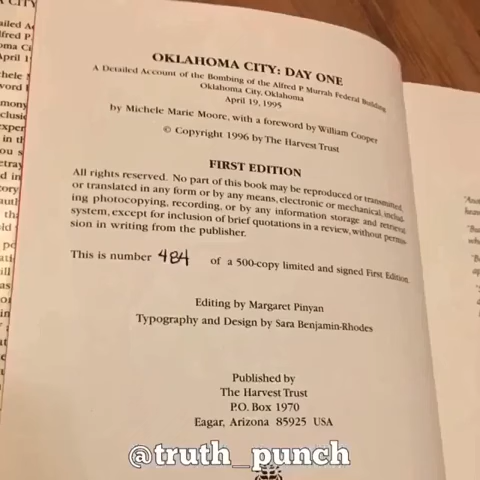 OKLAHOMA CITY: DAY ONE
A Detailed Account of the Bombing of the Alfred P. Murrah Federal Building
Oklahoma City, Oklahoma
April 19, 1995
by Michele Marie Moore, with a foreword by William Cooper
© Copyright 1996 by The Harvest Trust
FIRST EDITION
All rights reserved. No part of this book may be reproduced or transmitted,
or translated in any form or by any means, electronic or mechanical, includ-
ing photocopying, recording, or by any information storage and retrieval
system, except for inclusion of brief quotations in a review, without permis-
sion in writing from the publisher.
This is number 484 of a 500-copy limited and signed First Edition.
Editing by Margaret Pinyan
Typography and Design by Sara Benjamin-Rhodes
Published by
The Harvest Trust
P.O. Box 1970
Eagar, Arizona 85925 USA
@truth_punch